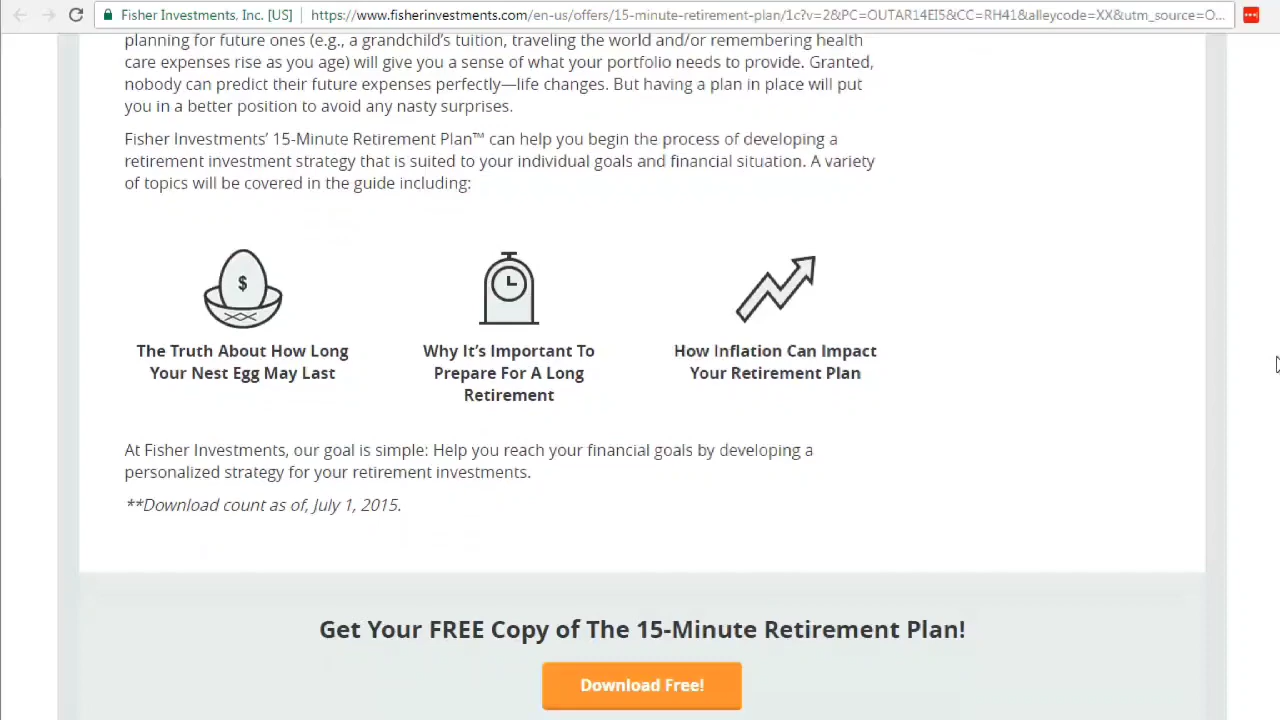 Fisher Investments, Inc. [US] https://www.fisherinvestments.com/en-us/offers/15-minute-retirement-plan/1c?v=2&PC=OUTAR14EI5&CC=RH41&alleycode=XX&utm_source=O...
planning for future ones (e.g., a grandchild's tuition, traveling the world and/or remembering health
care expenses rise as you age) will give you a sense of what your portfolio needs to provide. Granted,
nobody can predict their future expenses perfectly—life changes. But having a plan in place will put
you in a better position to avoid any nasty surprises.
Fisher Investments' 15-Minute Retirement Plan™ can help you begin the process of developing a
retirement investment strategy that is suited to your individual goals and financial situation. A variety
of topics will be covered in the guide including:
$
The Truth About How Long
Your Nest Egg May Last
Why It's Important To
Prepare For A Long
Retirement
How Inflation Can Impact
Your Retirement Plan
At Fisher Investments, our goal is simple: Help you reach your financial goals by developing a
personalized strategy for your retirement investments.
**Download count as of, July 1, 2015.
Get Your FREE Copy of The 15-Minute Retirement Plan!
Download Free!